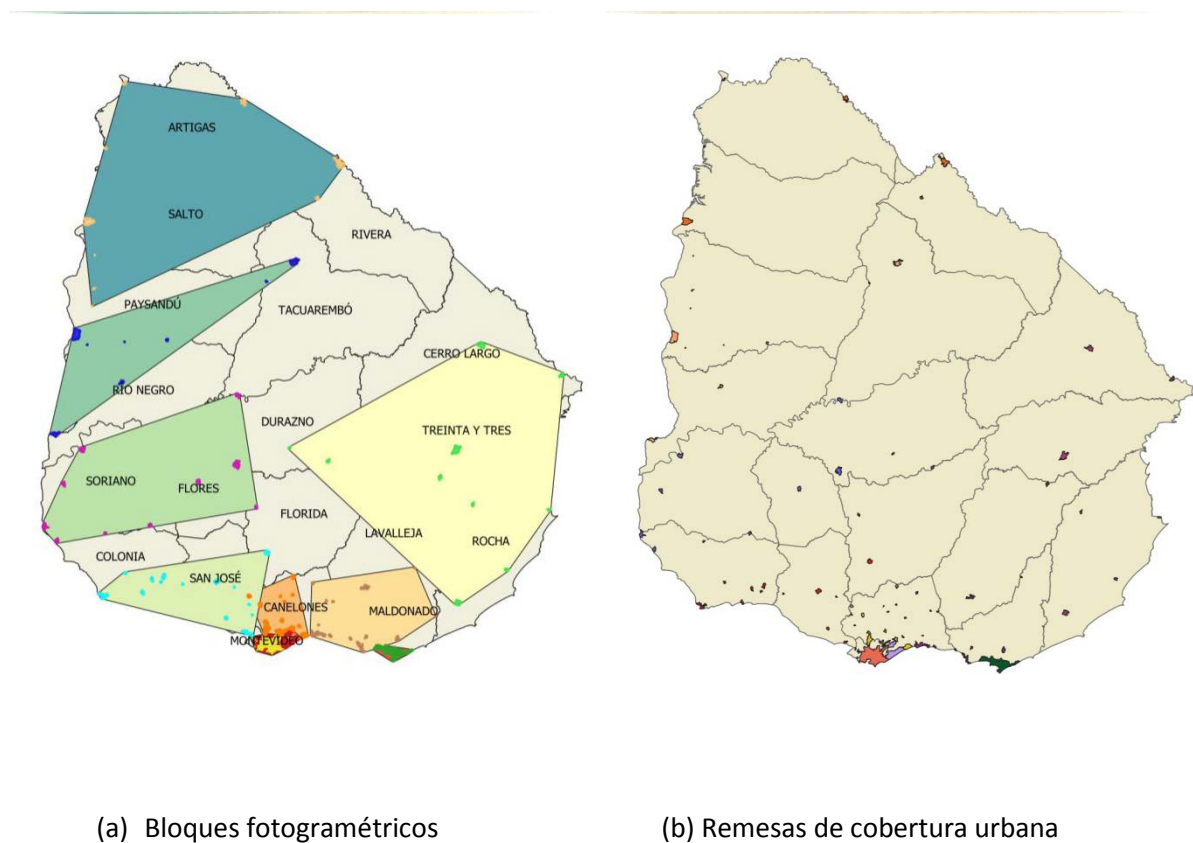 ARTIGAS
SALTO
RIVERA
PAYSANDÚ
TACUAREMBÓ
CERRO LARGO
RÍO NEGRO
DURAZNO
TREINTA Y TRES
SORIANO
FLORES
FLORIDA
LAVALLEJA
ROCHA
COLONIA
SAN JOSÉ
CANELONES
MALDONADO
MONTEVIDEO
(a) Bloques fotogramétricos
(b) Remesas de cobertura urbana